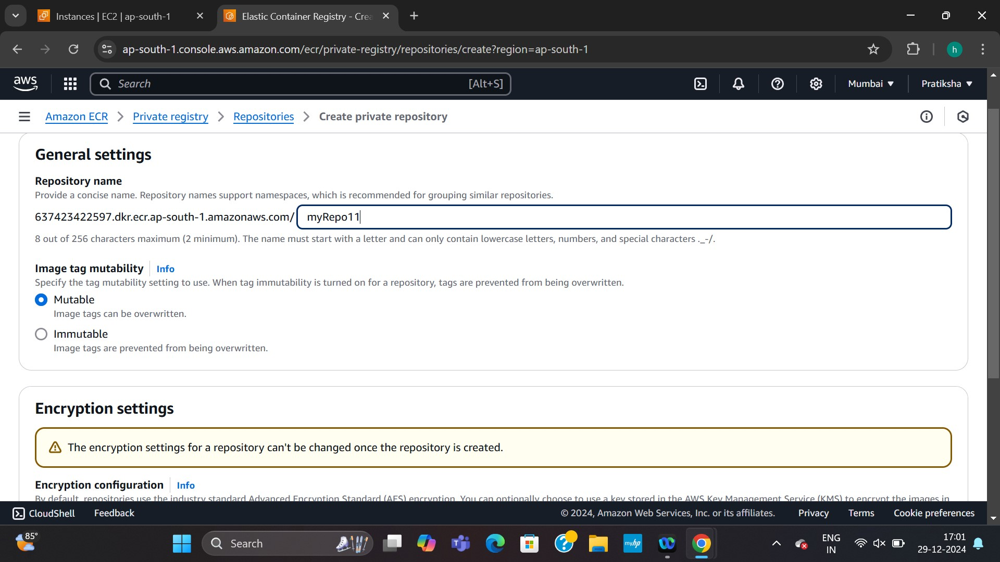 Instances | EC2 | ap-south-1
Elastic Container Registry - Crea
ap-south-1.console.aws.amazon.com/ecr/private-registry/repositories/create?region=ap-south-1
h
aws
Search
[Alt+S]
Mumbai
Pratiksha
Amazon ECR
Private registry
Repositories
Create private repository
General settings
Repository name
Provide a concise name. Repository names support namespaces, which is recommended for grouping similar repositories.
637423422597.dkr.ecr.ap-south-1.amazonaws.com/ myRepo11
8 out of 256 characters maximum (2 minimum). The name must start with a letter and can only contain lowercase letters, numbers, and special characters ._-/.
Image tag mutability Info
Specify the tag mutability setting to use. When tag immutability is turned on for a repository, tags are prevented from being overwritten.
Mutable
Image tags can be overwritten.
Immutable
Image tags are prevented from being overwritten.
Encryption settings
The encryption settings for a repository can't be changed once the repository is created.
Encryption configuration Info
By default, repositories use the industry standard Advanced Encryption Standard (AES) encryption. You can optionally choose to use a key stored in the AWS Key Management Service (KMS) to encrypt the images in
CloudShell
Feedback
© 2024, Amazon Web Services, Inc. or its affiliates.
Privacy
Terms
Cookie preferences
85°
Search
myhp
ENG
IN
17:01
29-12-2024